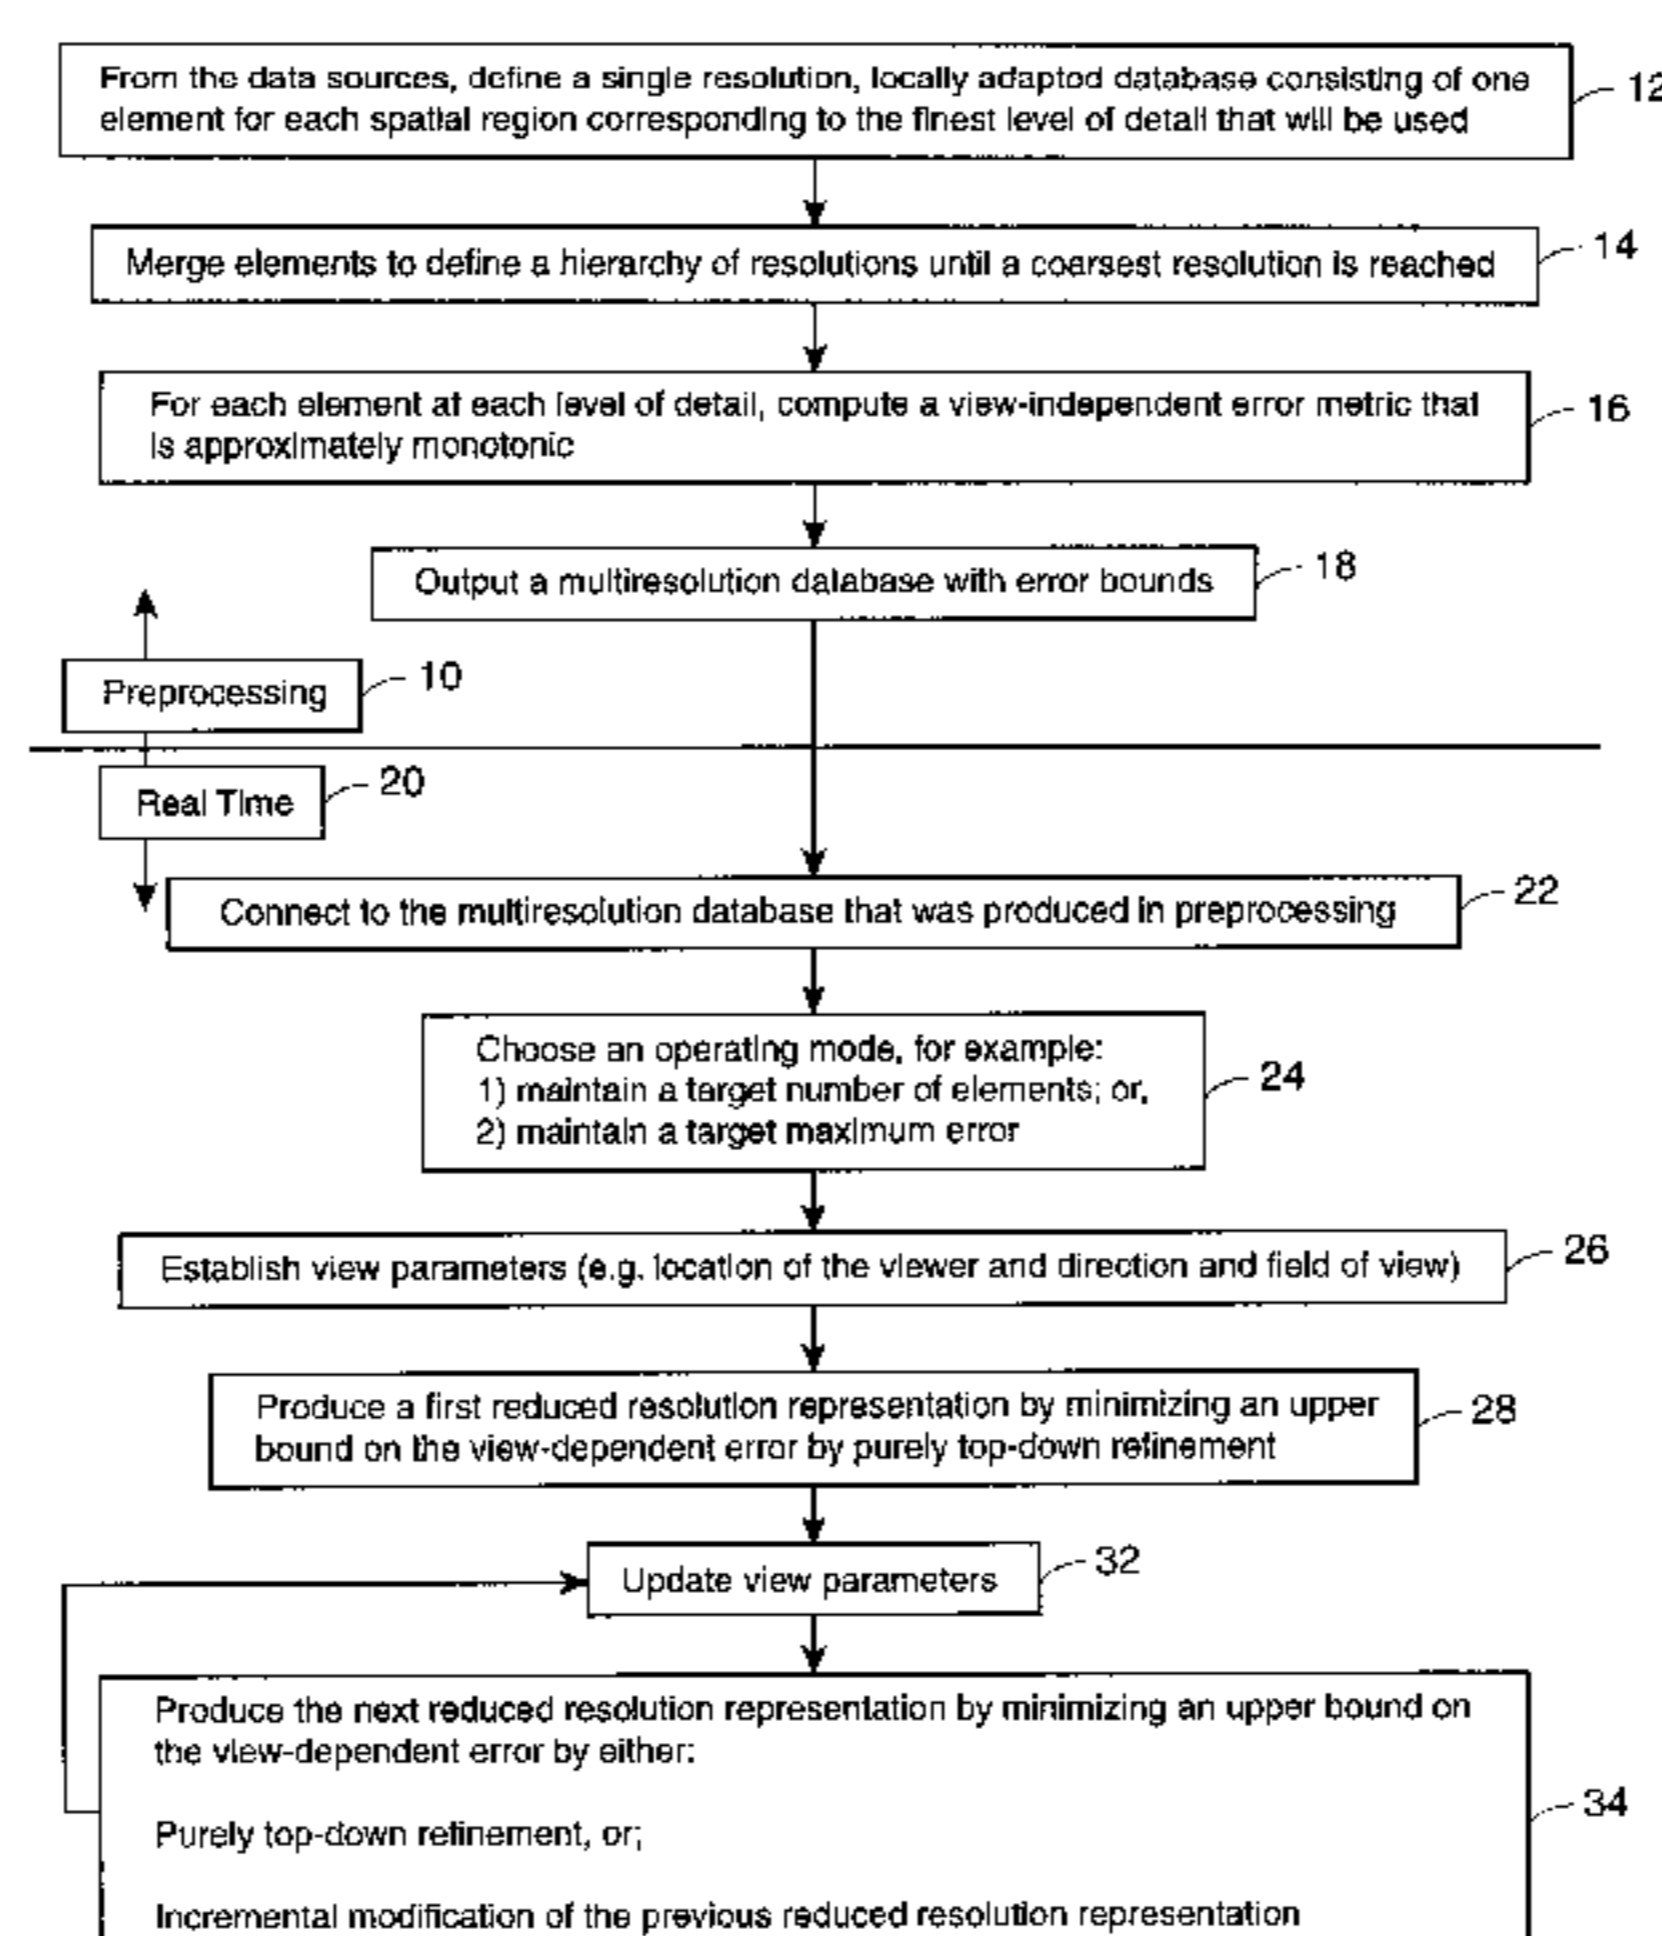 From the data sources, define a single resolution, locally adapted database consisting of one
element for each spatial region corresponding to the finest level of detail that will be used
12
Merge elements to define a hierarchy of resolutions until a coarsest resolution is reached
14
For each element at each level of detail, compute a view-independent error metric that
is approximately monotonic
16
Output a multiresolution database with error bounds
18
Preprocessing
10
Real Time
20
Connect to the multiresolution database that was produced in preprocessing
22
Choose an operating mode, for example:
1) maintain a target number of elements; or,
2) maintain a target maximum error
24
Establish view parameters (e.g. location of the viewer and direction and field of view)
26
Produce a first reduced resolution representation by minimizing an upper
bound on the view-dependent error by purely top-down refinement
28
Update view parameters
32
Produce the next reduced resolution representation by minimizing an upper bound on
the view-dependent error by either:
Purely top-down refinement, or;
Incremental modification of the previous reduced resolution representation
34